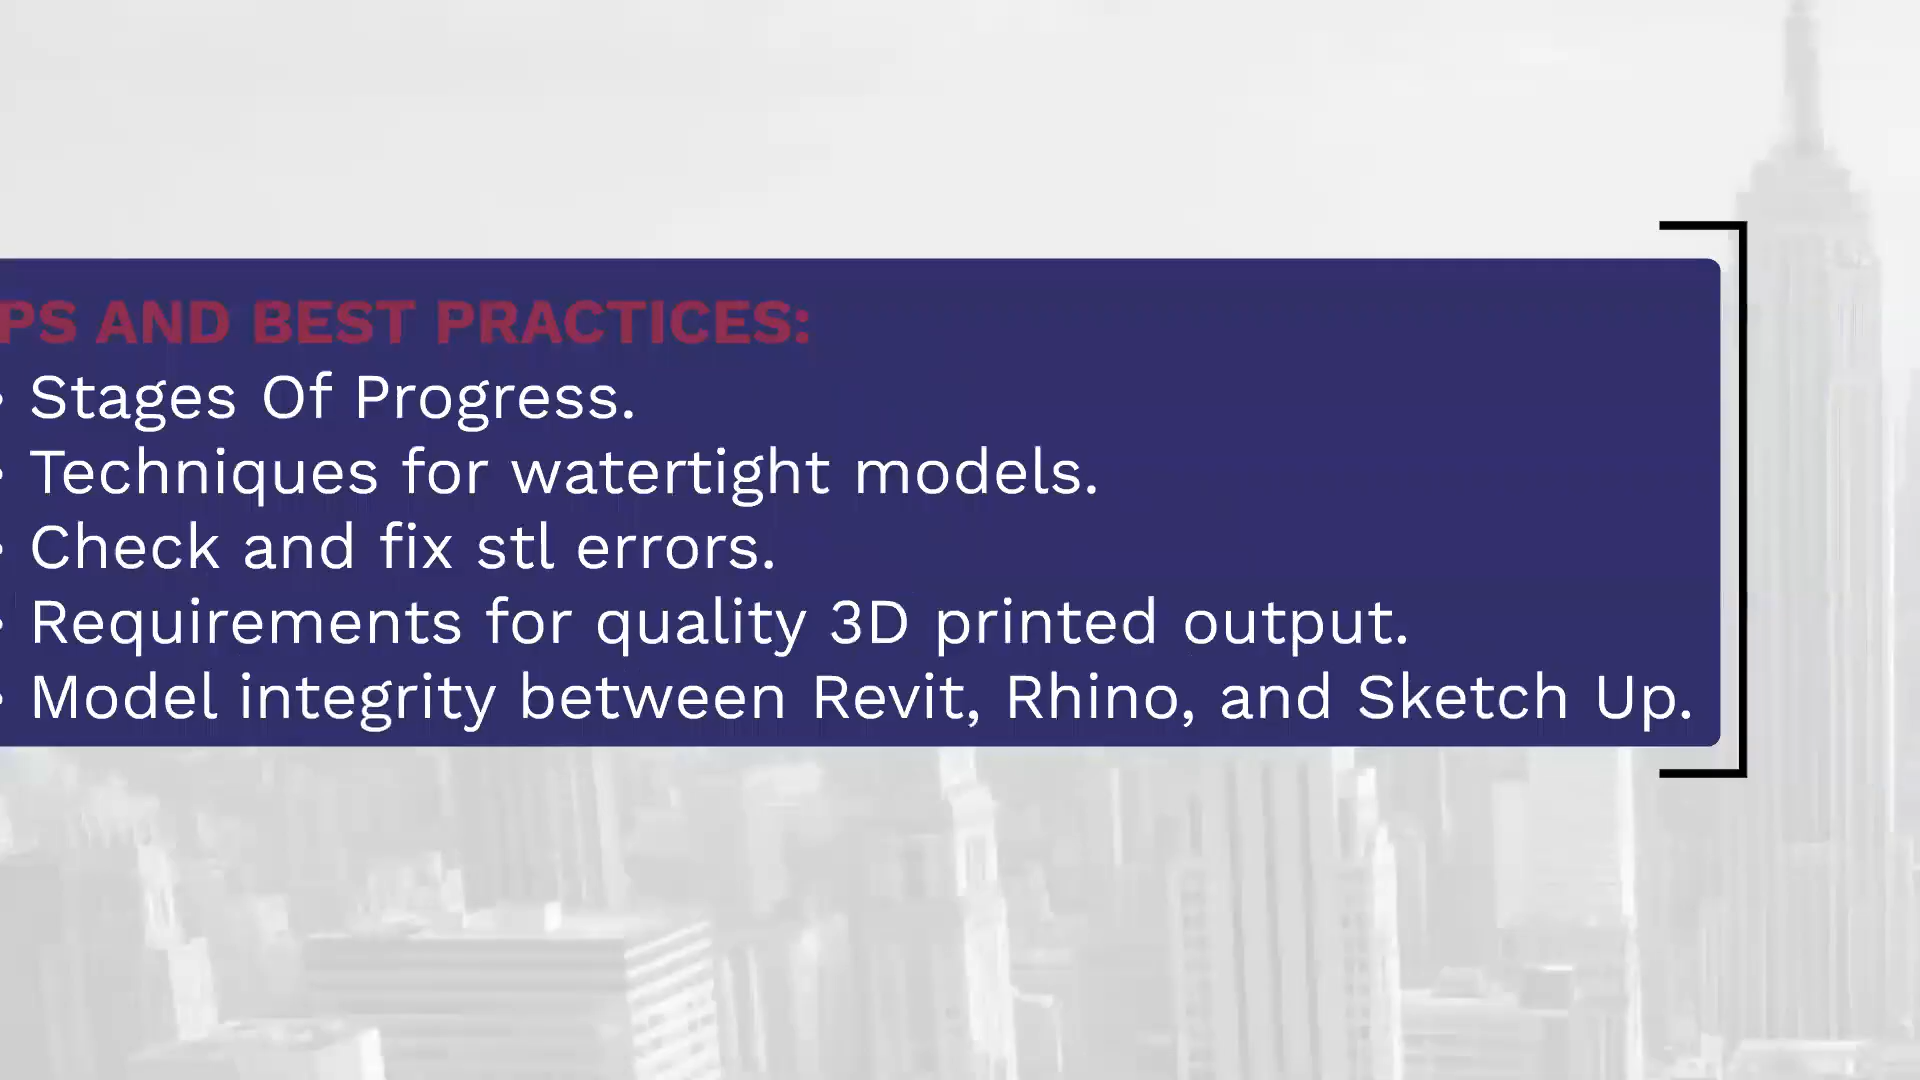 PS AND BEST PRACTICES:
• Stages Of Progress.
• Techniques for watertight models.
• Check and fix stl errors.
• Requirements for quality 3D printed output.
• Model integrity between Revit, Rhino, and Sketch Up.